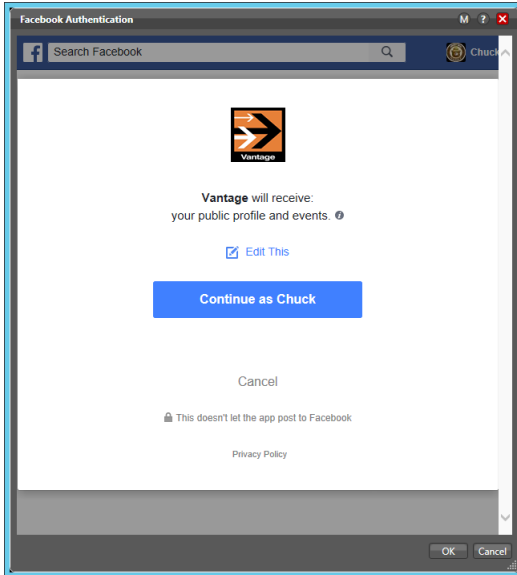 Facebook Authentication M ?
f Search Facebook Chuck
Vantage
Vantage will receive:
your public profile and events. i
Edit This
Continue as Chuck
Cancel
This doesn't let the app post to Facebook
Privacy Policy
OK Cancel